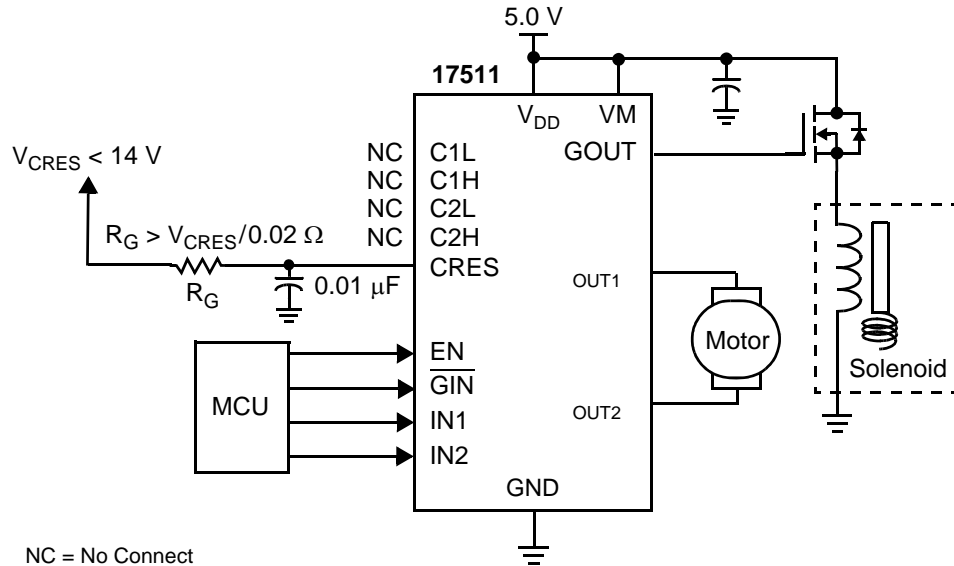 5.0 V
17511
V_DD VM
GOUT
NC C1L
NC C1H
NC C2L
NC C2H
CRES
V_CRES < 14 V
R_G > V_CRES/0.02 Ω
R_G
0.01 μF
OUT1
Motor
OUT2
Solenoid
MCU
EN
G̅I̅N̅
IN1
IN2
GND
NC = No Connect